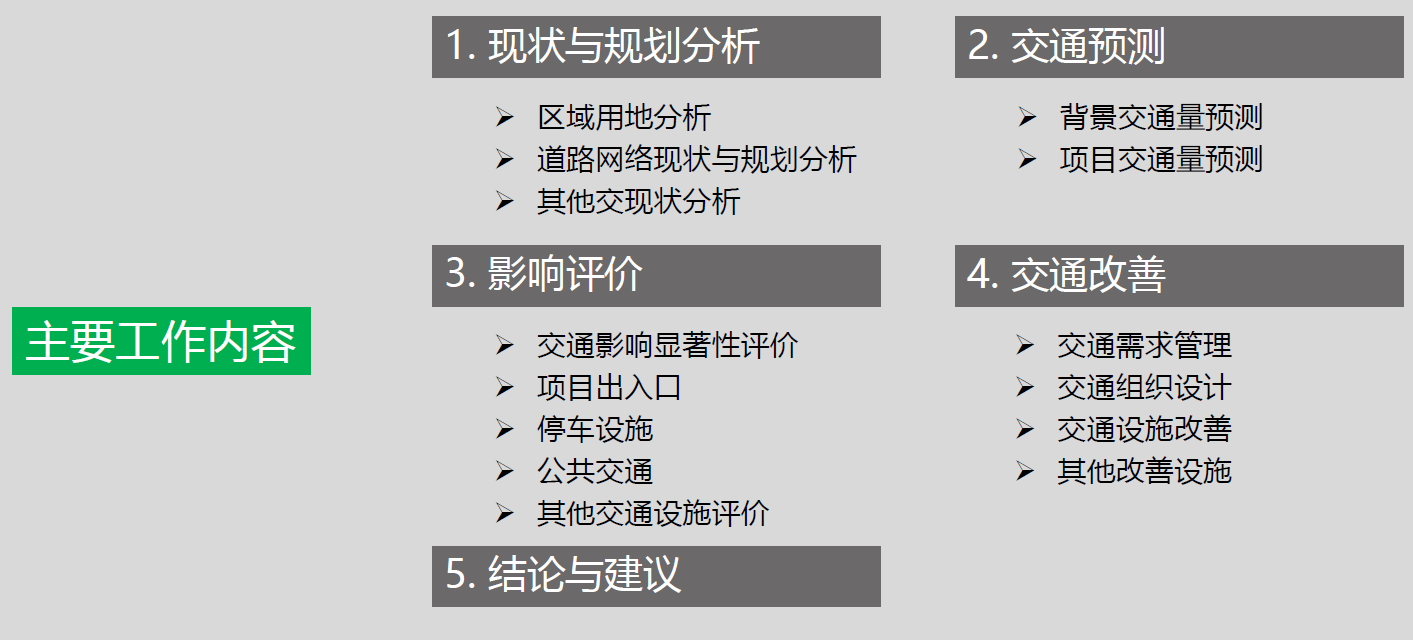 主要工作内容
1. 现状与规划分析
➢ 区域用地分析
➢ 道路网络现状与规划分析
➢ 其他交现状分析
2. 交通预测
➢ 背景交通量预测
➢ 项目交通量预测
3. 影响评价
➢ 交通影响显著性评价
➢ 项目出入口
➢ 停车设施
➢ 公共交通
➢ 其他交通设施评价
4. 交通改善
➢ 交通需求管理
➢ 交通组织设计
➢ 交通设施改善
➢ 其他改善设施
5. 结论与建议